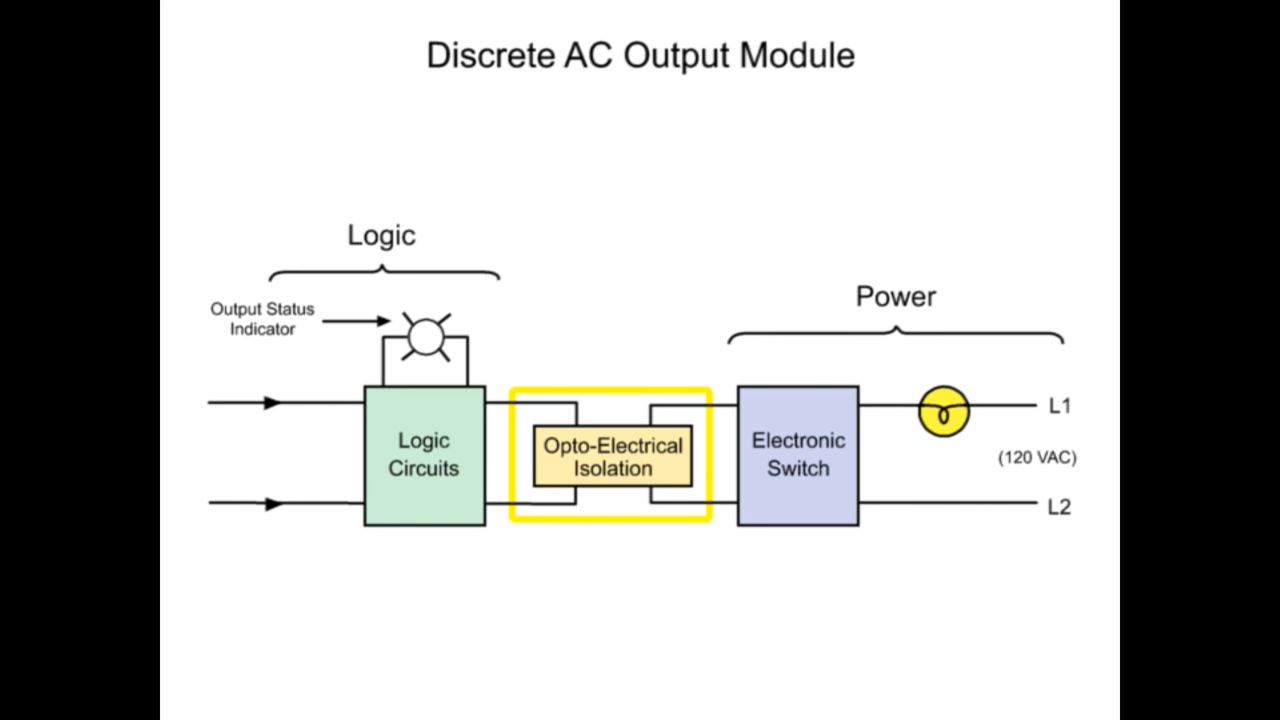 Discrete AC Output Module
Logic
Output Status
Indicator
Power
Logic
Circuits
Opto-Electrical
Isolation
Electronic
Switch
L1
(120 VAC)
L2